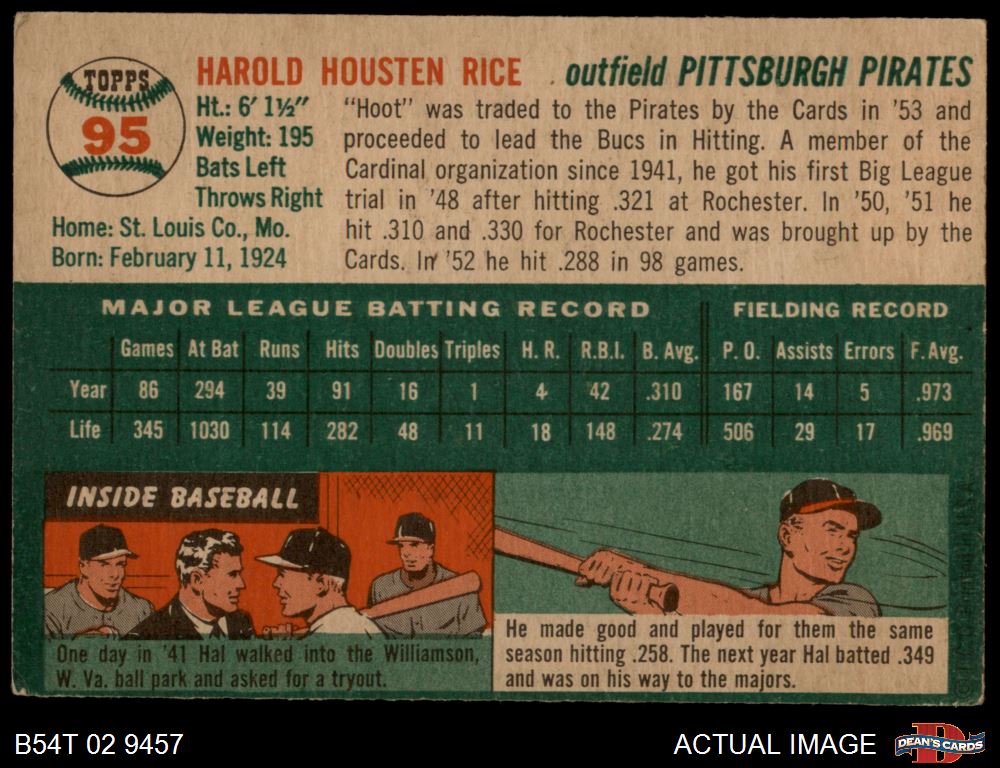 TOPPS
95
HAROLD HOUSTEN RICE outfield PITTSBURGH PIRATES
Ht.: 6' 1½"
Weight: 195
Bats Left
Throws Right
Home: St. Louis Co., Mo.
Born: February 11, 1924
"Hoot" was traded to the Pirates by the Cards in '53 and
proceeded to lead the Bucs in Hitting. A member of the
Cardinal organization since 1941, he got his first Big League
trial in '48 after hitting .321 at Rochester. In '50, '51 he
hit .310 and .330 for Rochester and was brought up by the
Cards. In '52 he hit .288 in 98 games.
MAJOR LEAGUE BATTING RECORD FIELDING RECORD
Games At Bat Runs Hits Doubles Triples H. R. R.B.I. B. Avg. P. O. Assists Errors F. Avg.
Year 86 294 39 91 16 1 4 42 .310 167 14 5 .973
Life 345 1030 114 282 48 11 18 148 .274 506 29 17 .969
INSIDE BASEBALL
One day in '41 Hal walked into the Williamson,
W. Va. ball park and asked for a tryout.
He made good and played for them the same
season hitting .258. The next year Hal batted .349
and was on his way to the majors.
B54T 02 9457
ACTUAL IMAGE
D
DEAN'S CARDS